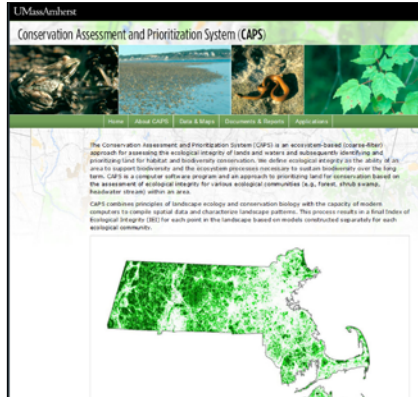 UMassAmherst
Conservation Assessment and Prioritization System (CAPS)
Home About CAPS Data & Maps Documents & Reports Applications
The Conservation Assessment and Prioritization System (CAPS) is an ecosystem-based (coarse-filter)
approach for assessing the ecological integrity of lands and waters and subsequently identifying and
prioritizing land for habitat and biodiversity conservation. We define ecological integrity as the ability of an
area to support biodiversity and the ecosystem processes necessary to sustain biodiversity over the long
term. CAPS is a computer software program and an approach to prioritizing land for conservation based on
the assessment of ecological integrity for various ecological communities (e.g., forest, shrub swamp,
headwater stream) within an area.
CAPS combines principles of landscape ecology and conservation biology with the capacity of modern
computers to compile spatial data and characterize landscape patterns. This process results in a final Index of
Ecological Integrity (IEI) for each point in the landscape based on models constructed separately for each
ecological community.